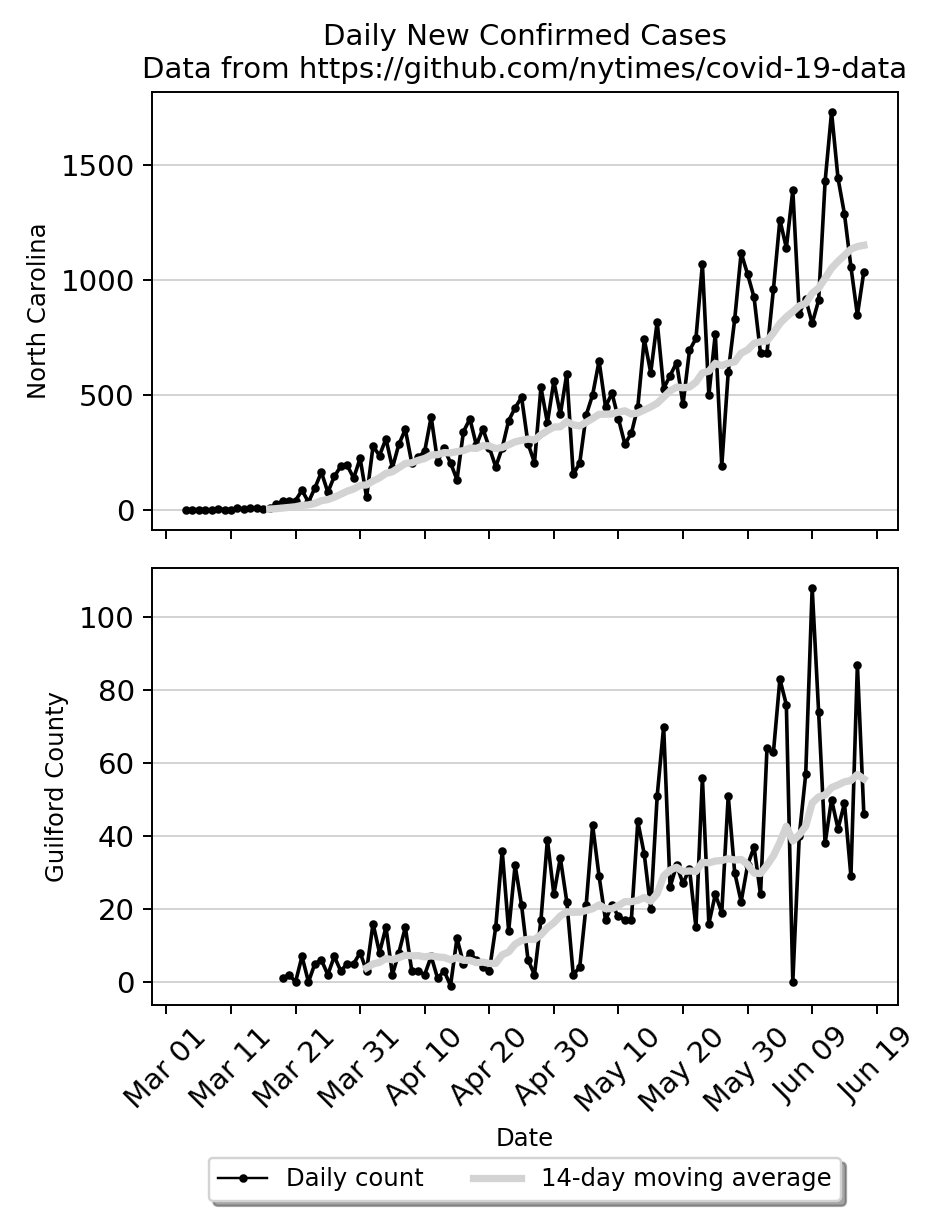 Daily New Confirmed Cases
Data from https://github.com/nytimes/covid-19-data
North Carolina
1500
1000
500
0
Guilford County
100
80
60
40
20
0
Mar 01 Mar 11 Mar 21 Mar 31 Apr 10 Apr 20 Apr 30 May 10 May 20 May 30 Jun 09 Jun 19
Date
Daily count 14-day moving average